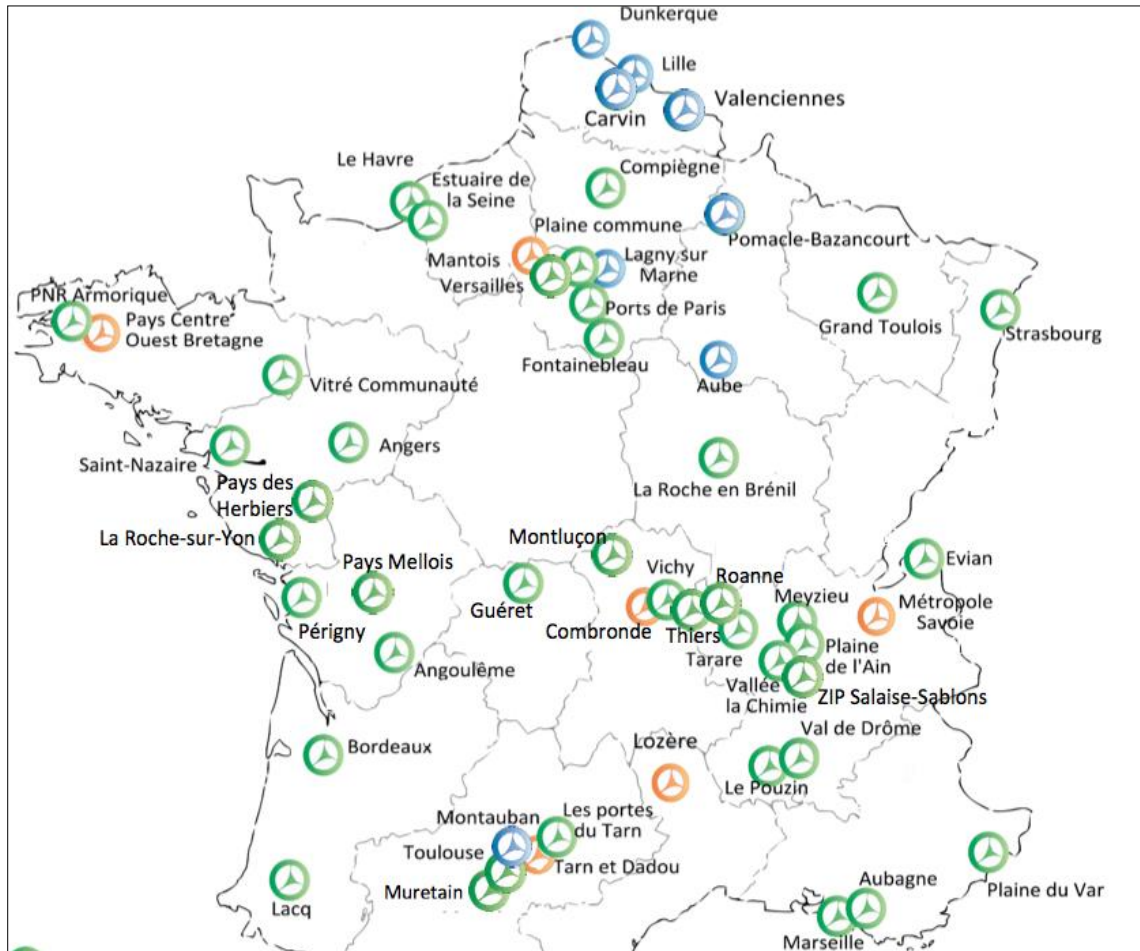 Dunkerque
Lille
Valenciennes
Carvin
Le Havre
Compiègne
Estuaire de
la Seine
Plaine commune
Pomacle-Bazancourt
Mantois
Lagny sur
Marne
Versailles
PNR Armorique
Ports de Paris
Pays Centre
Ouest Bretagne
Grand Toulois
Strasbourg
Fontainebleau
Aube
Vitré Communauté
Angers
Saint-Nazaire
Pays des
Herbiers
La Roche en Brénil
La Roche-sur-Yon
Montluçon
Evian
Pays Mellois
Vichy
Roanne
Meyzieu
Métropole
Savoie
Guéret
Combronde
Périgny
Thiers
Plaine
de l'Ain
Tarare
Angoulême
Vallée
la Chimie
ZIP Salaise-Sablons
Val de Drôme
Bordeaux
Lozère
Le Pouzin
Les portes
du Tarn
Montauban
Toulouse
Tarn et Dadou
Muretain
Aubagne
Plaine du Var
Lacq
Marseille